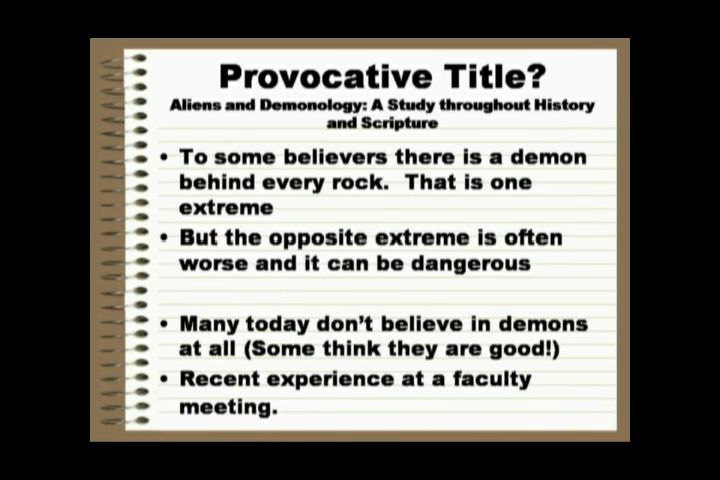 Provocative Title?
Aliens and Demonology: A Study throughout History
and Scripture
• To some believers there is a demon
behind every rock.  That is one
extreme
• But the opposite extreme is often
worse and it can be dangerous
• Many today don't believe in demons
at all (Some think they are good!)
• Recent experience at a faculty
meeting.